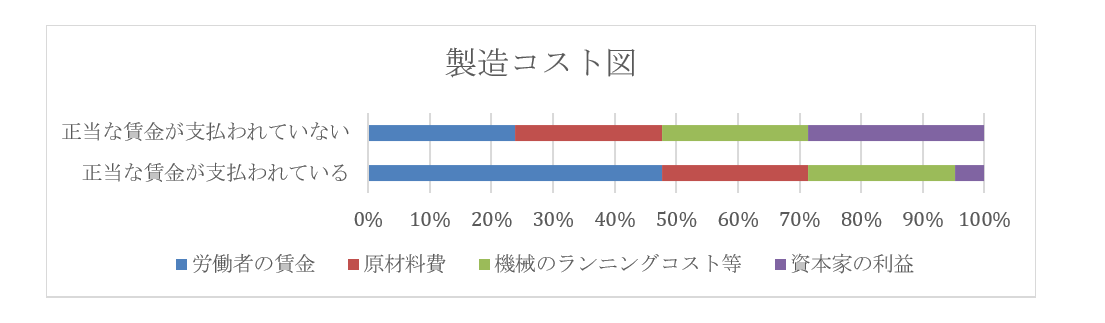 製造コスト図
正当な賃金が支払われていない
正当な賃金が支払われている
0% 10% 20% 30% 40% 50% 60% 70% 80% 90% 100%
労働者の賃金 原材料費 機械のランニングコスト等 資本家の利益